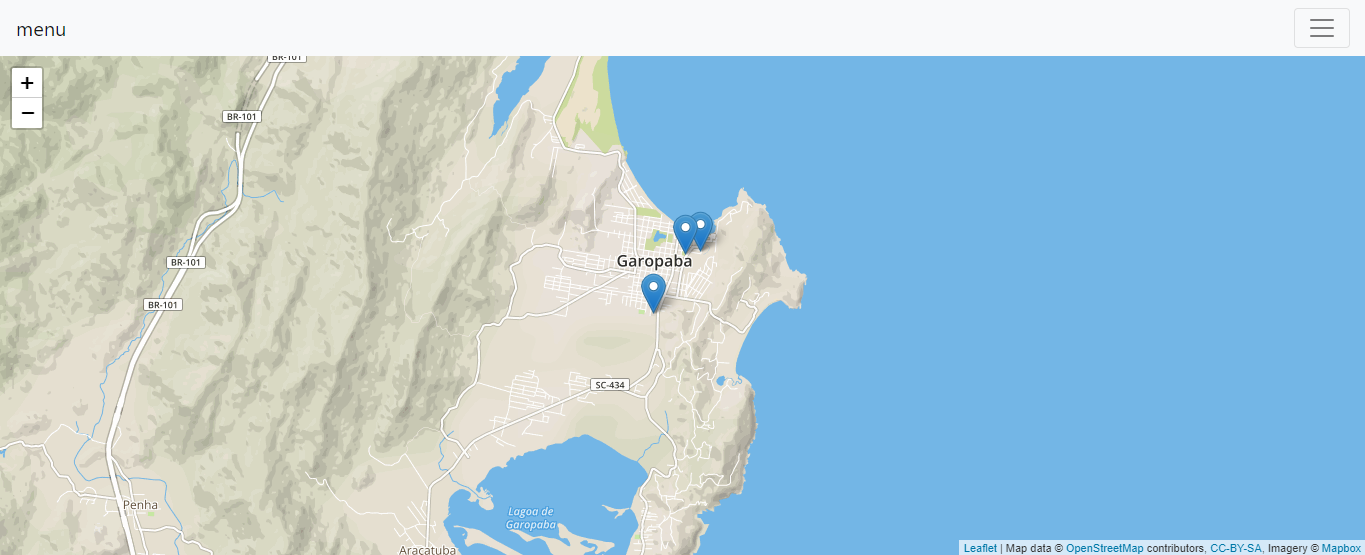 menu
BR-101
+
−
BR-101
Garopaba
BR-101
BR-101
SC-434
Penha
Lagoa de
Garopaba
Aracatuba
Leaflet | Map data © OpenStreetMap contributors, CC-BY-SA, Imagery © Mapbox